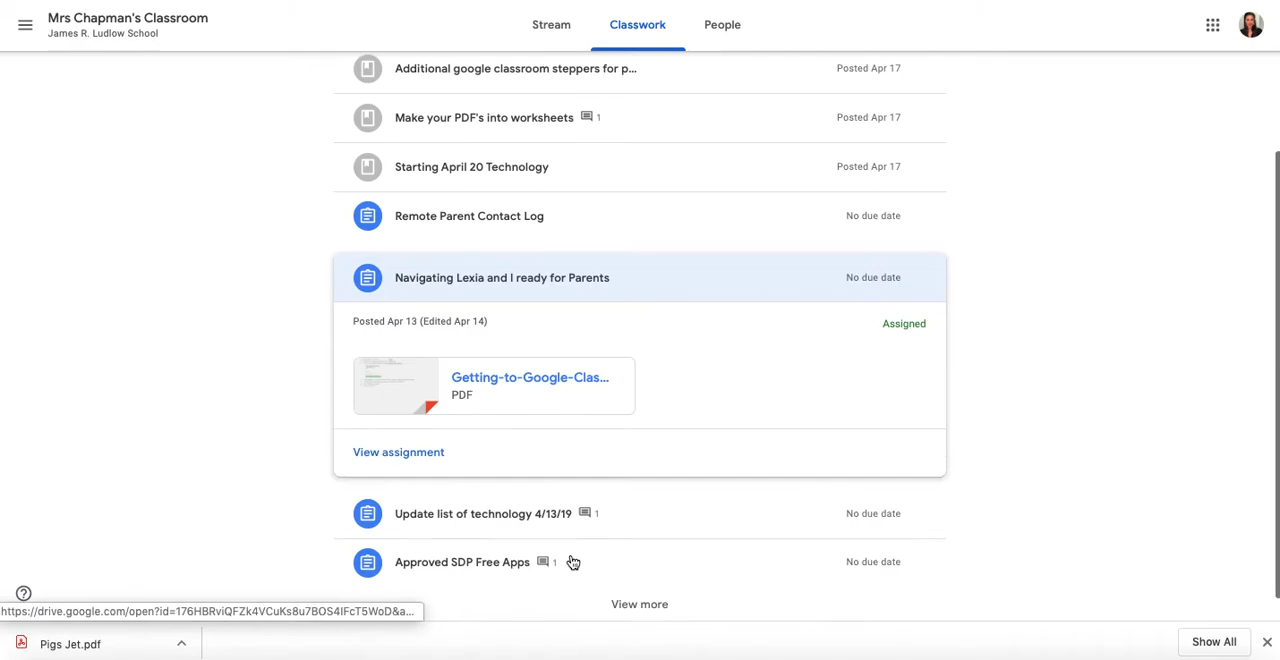 Mrs Chapman's Classroom
James R. Ludlow School
Stream
Classwork
People
Additional google classroom steppers for p...
Posted Apr 17
Make your PDF's into worksheets
1
Posted Apr 17
Starting April 20 Technology
Posted Apr 17
Remote Parent Contact Log
No due date
Navigating Lexia and I ready for Parents
No due date
Posted Apr 13 (Edited Apr 14)
Assigned
Getting-to-Google-Clas...
PDF
View assignment
Update list of technology 4/13/19
1
No due date
Approved SDP Free Apps
1
No due date
View more
https://drive.google.com/open?id=176HBRviQFZk4VCuKs8u7BOS4IFcT5WoD&a...
Pigs Jet.pdf
Show All